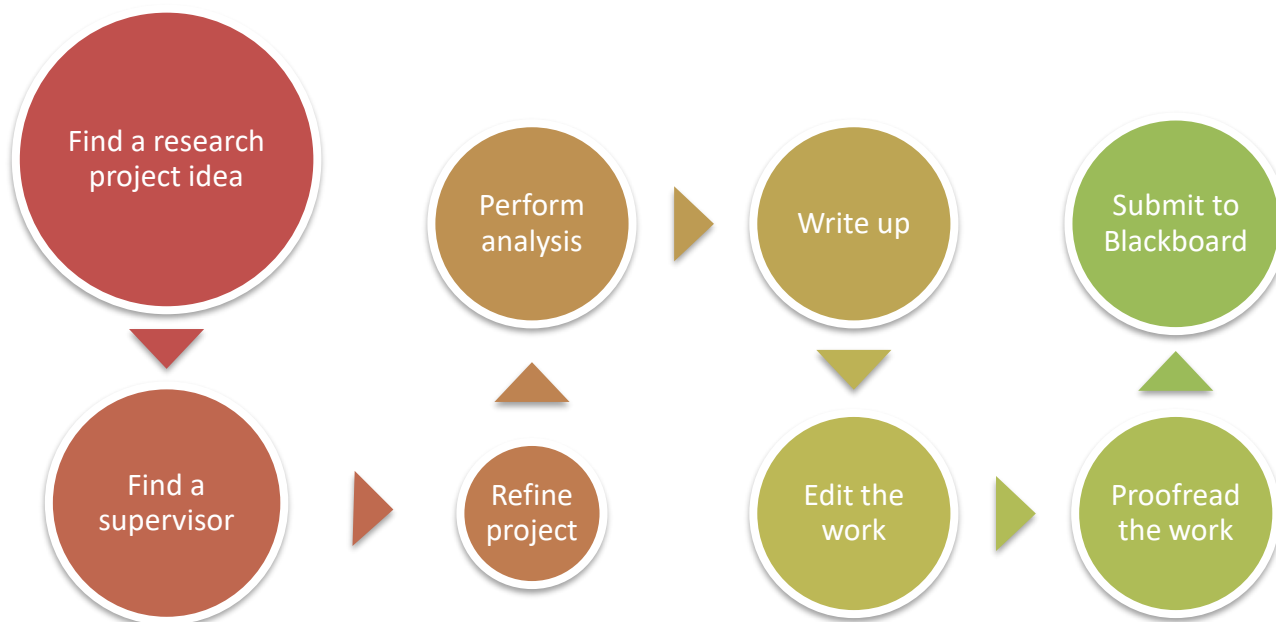 Find a research
project idea
Find a
supervisor
Refine
project
Perform
analysis
Write up
Edit the
work
Proofread
the work
Submit to
Blackboard